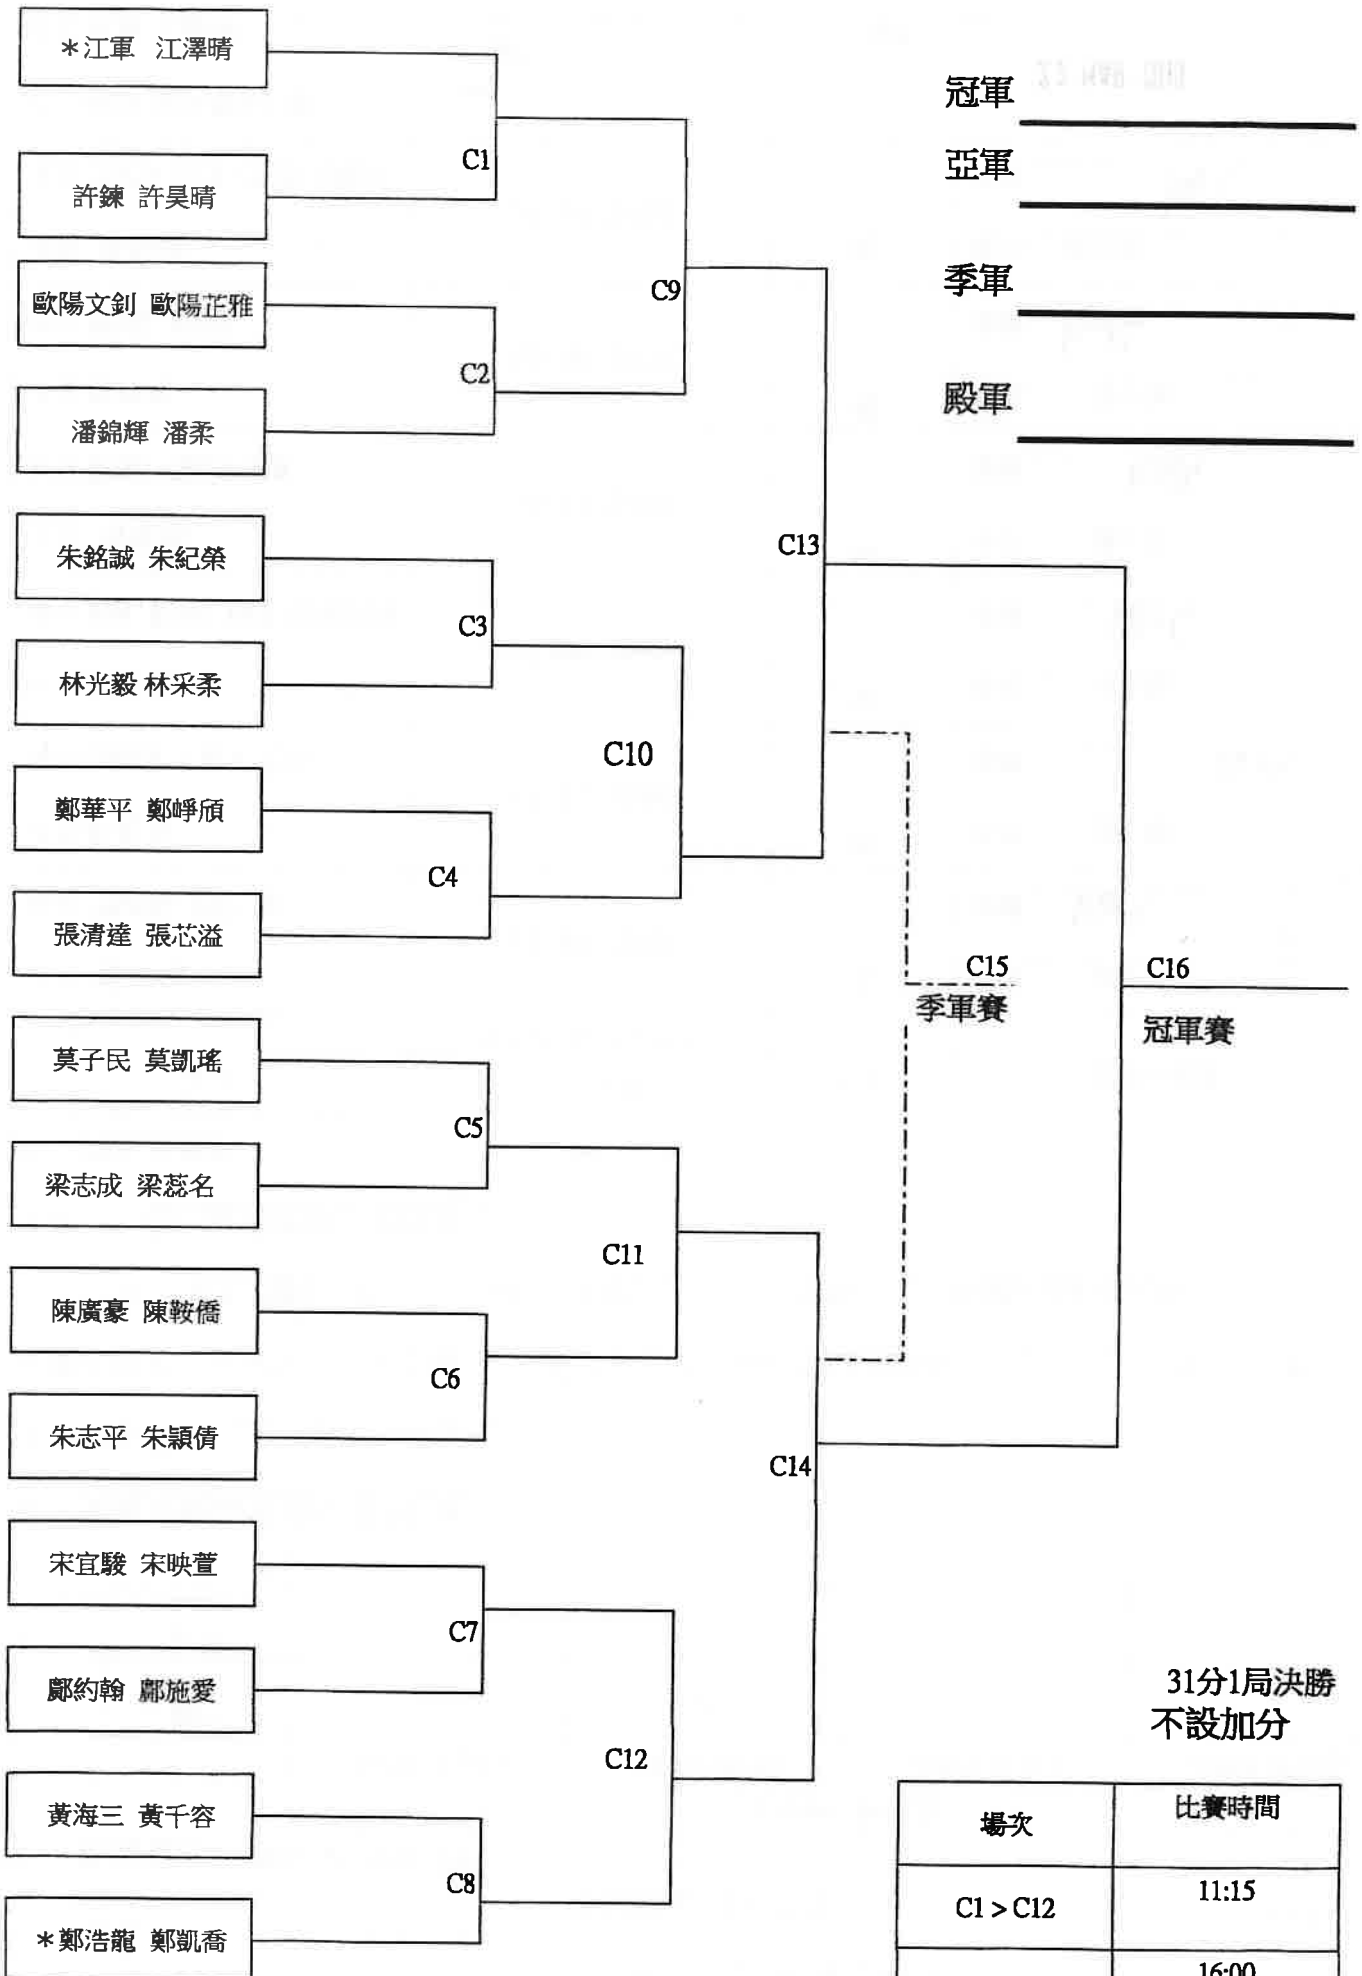 *江軍 江澤晴
許鍊 許昊晴
歐陽文釗 歐陽芷雅
潘錦輝 潘柔
朱銘誠 朱紀榮
林光毅 林采柔
鄭華平 鄭崢頎
張清達 張芯溢
莫子民 莫凱瑤
梁志成 梁蕊名
陳廣豪 陳鞍僑
朱志平 朱穎倩
宋宜駿 宋映萱
鄺約翰 鄺施愛
黃海三 黃千容
*鄭浩龍 鄭凱喬
C1
C2
C3
C4
C5
C6
C7
C8
C9
C10
C11
C12
C13
C14
C15
季軍賽
C16
冠軍賽
冠軍
亞軍
季軍
殿軍
31分1局決勝
不設加分
場次 比賽時間
C1 > C12 11:15
16:00